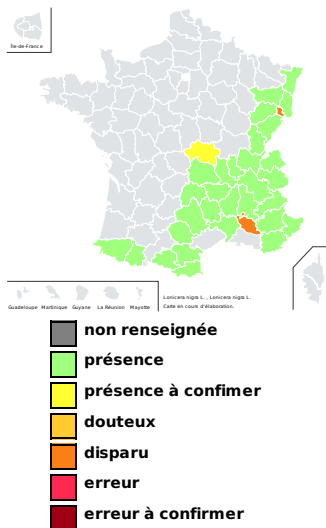 Île-de-France
Lonicera nigra L. , Lonicera nigra L.
Guadeloupe Martinique Guyane La Réunion Mayotte
Carte en cours d'élaboration.
non renseignée
présence
présence à confimer
douteux
disparu
erreur
erreur à confirmer